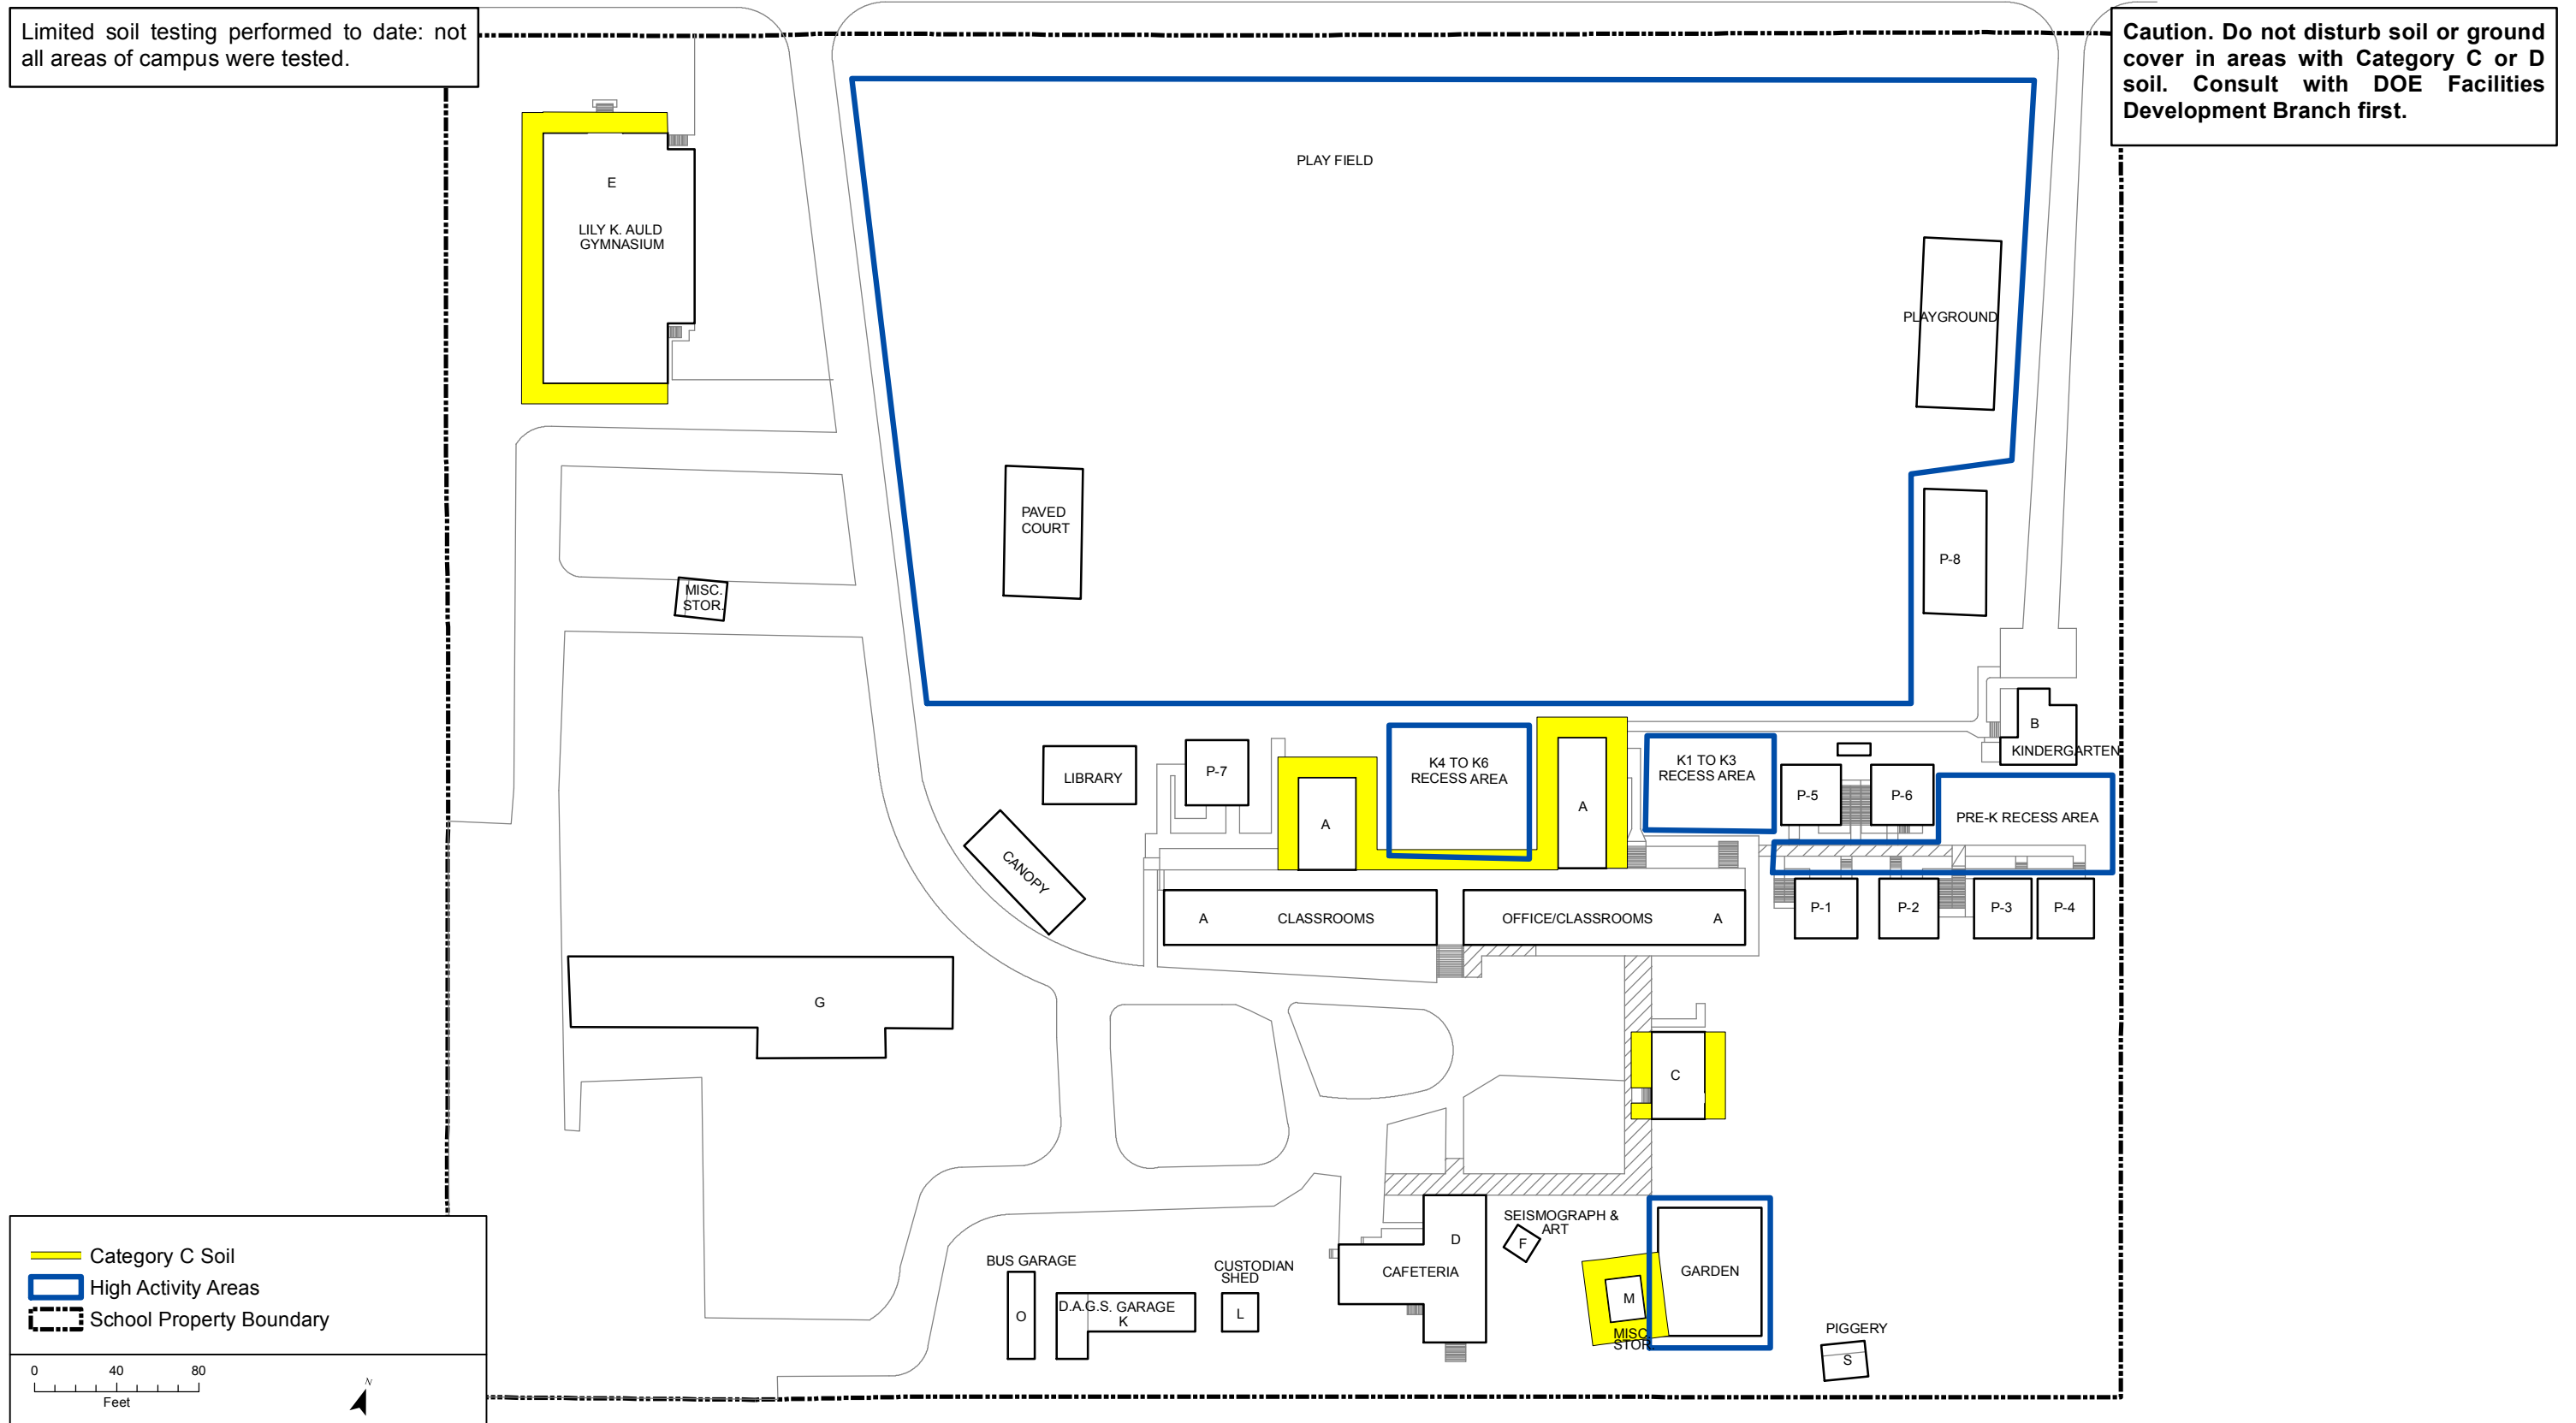 Limited soil testing performed to date: not
all areas of campus were tested.
Caution. Do not disturb soil or ground
cover in areas with Category C or D
soil. Consult with DOE Facilities
Development Branch first.
PLAY FIELD
E
LILY K. AULD
GYMNASIUM
PLAYGROUND
PAVED
COURT
P-8
MISC.
STOR.
B
KINDERGARTEN
LIBRARY
P-7
A
K4 TO K6
RECESS AREA
A
K1 TO K3
RECESS AREA
P-5
P-6
PRE-K RECESS AREA
CANOPY
A
CLASSROOMS
OFFICE/CLASSROOMS
A
P-1
P-2
P-3
P-4
G
C
SEISMOGRAPH &
ART
F
D
CAFETERIA
BUS GARAGE
O
D.A.G.S. GARAGE
K
CUSTODIAN
SHED
L
M
MISC.
STOR.
GARDEN
PIGGERY
S
Category C Soil
High Activity Areas
School Property Boundary
0 40 80
Feet
N